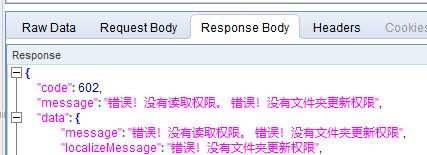 Raw Data Request Body Response Body Headers Cookies
Response
{
"code": 602,
"message": "错误！没有读取权限。 错误！没有文件夹更新权限",
"data": {
"message": "错误！没有读取权限。 错误！没有文件夹更新权限",
"localizeMessage": "错误！没有文件夹更新权限",